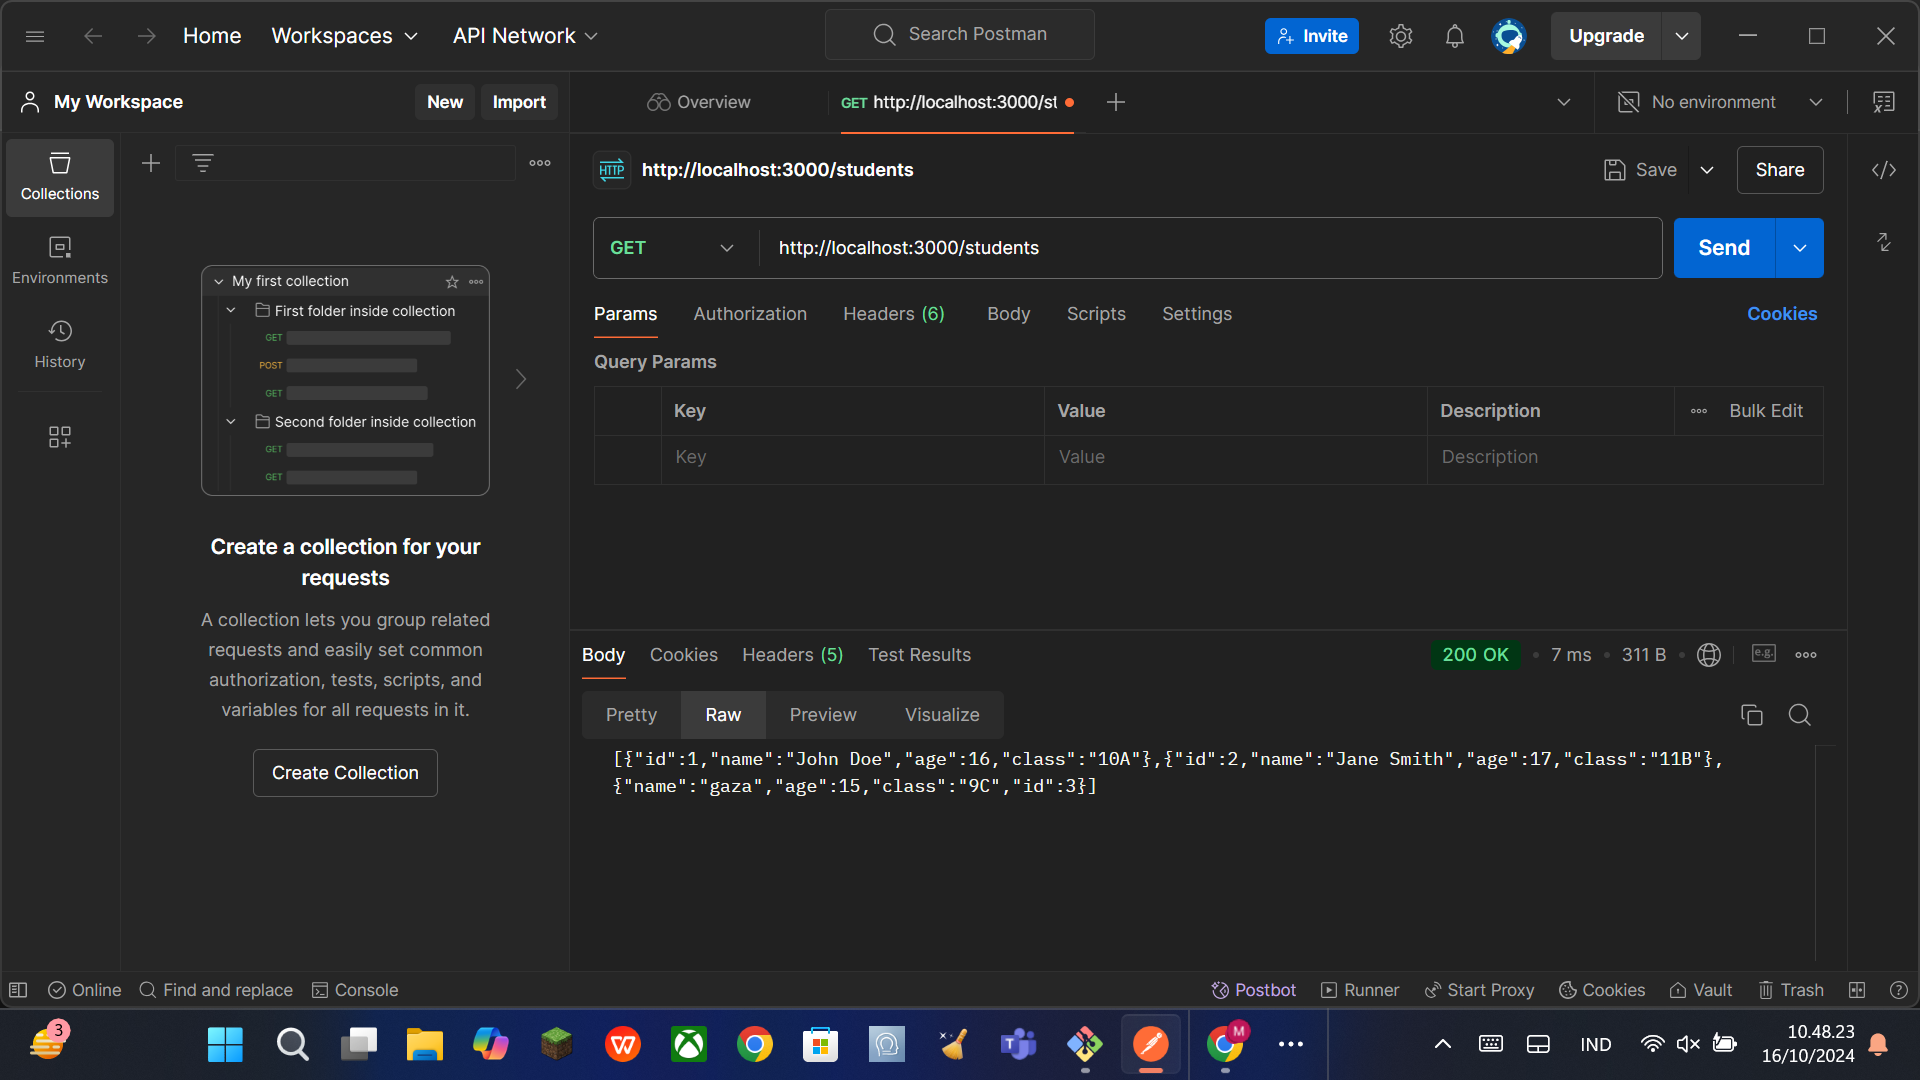 Home
Workspaces
API Network
Search Postman
Invite
Upgrade
My Workspace
New
Import
Overview
GET http://localhost:3000/st
No environment
Collections
Environments
History
My first collection
First folder inside collection
GET
POST
GET
Second folder inside collection
GET
GET
Create a collection for your
requests
A collection lets you group related
requests and easily set common
authorization, tests, scripts, and
variables for all requests in it.
Create Collection
HTTP
http://localhost:3000/students
Save
Share
GET
http://localhost:3000/students
Send
Params
Authorization
Headers (6)
Body
Scripts
Settings
Cookies
Query Params
Key
Value
Description
Bulk Edit
Key
Value
Description
Body
Cookies
Headers (5)
Test Results
200 OK
7 ms
311 B
e.g.
Pretty
Raw
Preview
Visualize
[{"id":1,"name":"John Doe","age":16,"class":"10A"},{"id":2,"name":"Jane Smith","age":17,"class":"11B"},
{"name":"gaza","age":15,"class":"9C","id":3}]
Online
Find and replace
Console
Postbot
Runner
Start Proxy
Cookies
Vault
Trash
3
M
IND
10.48.23
16/10/2024